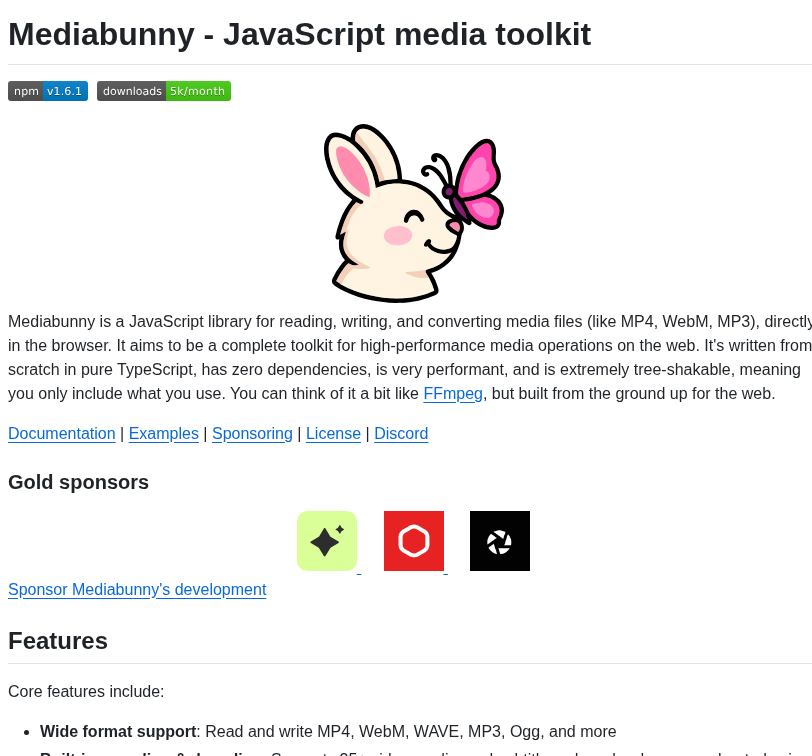 Mediabunny - JavaScript media toolkit
npm v1.6.1 downloads 5k/month
Mediabunny is a JavaScript library for reading, writing, and converting media files (like MP4, WebM, MP3), directly
in the browser. It aims to be a complete toolkit for high-performance media operations on the web. It's written from
scratch in pure TypeScript, has zero dependencies, is very performant, and is extremely tree-shakable, meaning
you only include what you use. You can think of it a bit like FFmpeg, but built from the ground up for the web.
Documentation | Examples | Sponsoring | License | Discord
Gold sponsors
Sponsor Mediabunny's development
Features
Core features include:
• Wide format support: Read and write MP4, WebM, WAVE, MP3, Ogg, and more